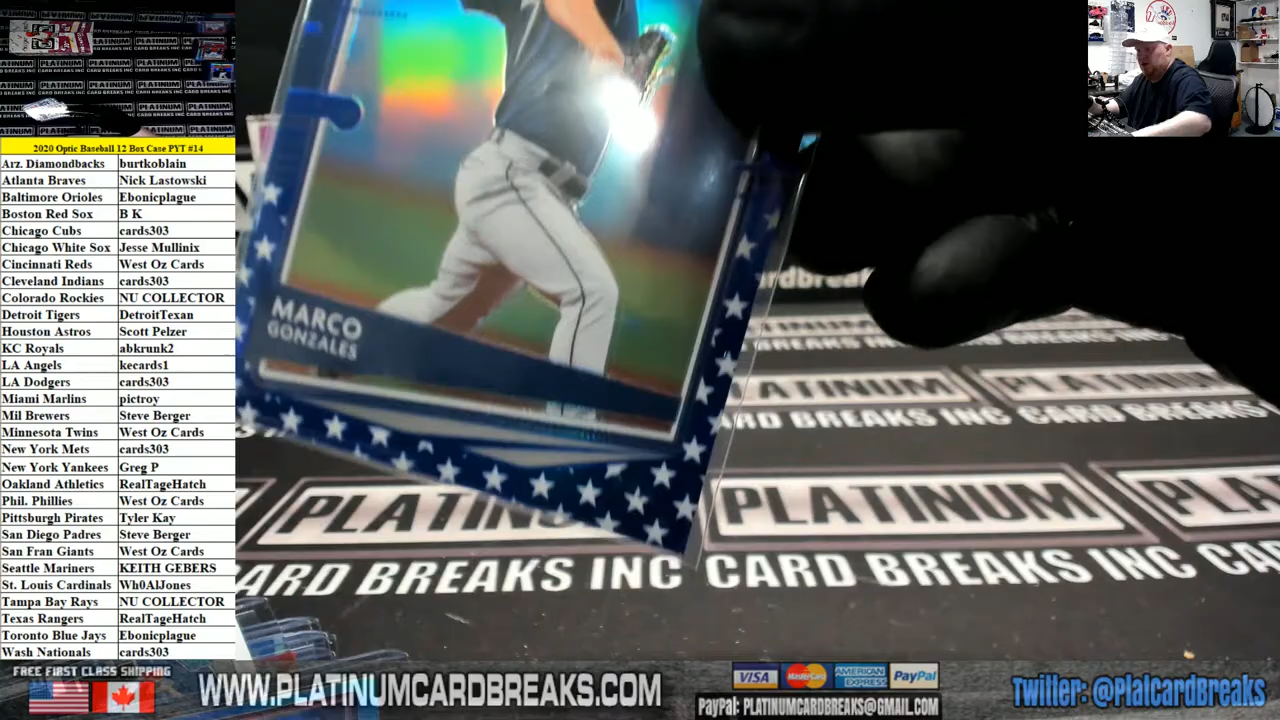 2020 Optic Baseball 12 Box Case PYT #14
Arz. Diamondbacks burtkoblain
Atlanta Braves Nick Lastowski
Baltimore Orioles Ebonicplague
Boston Red Sox B K
Chicago Cubs cards303
Chicago White Sox Jesse Mullinix
Cincinnati Reds West Oz Cards
Cleveland Indians cards303
Colorado Rockies NU COLLECTOR
Detroit Tigers DetroitTexan
Houston Astros Scott Pelzer
KC Royals abkrunk2
LA Angels kecards1
LA Dodgers cards303
Miami Marlins pictroy
Mil Brewers Steve Berger
Minnesota Twins West Oz Cards
New York Mets cards303
New York Yankees Greg P
Oakland Athletics RealTageHatch
Phil. Phillies West Oz Cards
Pittsburgh Pirates Tyler Kay
San Diego Padres Steve Berger
San Fran Giants West Oz Cards
Seattle Mariners KEITH GEBERS
St. Louis Cardinals Wh0AlJones
Tampa Bay Rays NU COLLECTOR
Texas Rangers RealTageHatch
Toronto Blue Jays Ebonicplague
Wash Nationals cards303
MARCO
GONZALES
cardbreak
PLATINUM
CARD BREAKS
PLATINUM PLATINUM
CARD BREAKS INC CARD BREAKS INC CA
FREE FIRST CLASS SHIPPING
WWW.PLATINUMCARDBREAKS.COM
VISA MasterCard AMERICAN EXPRESS PayPal
PayPal: PLATINUMCARDBREAKS@GMAIL.COM
Twitter: @PlatCardBreaks